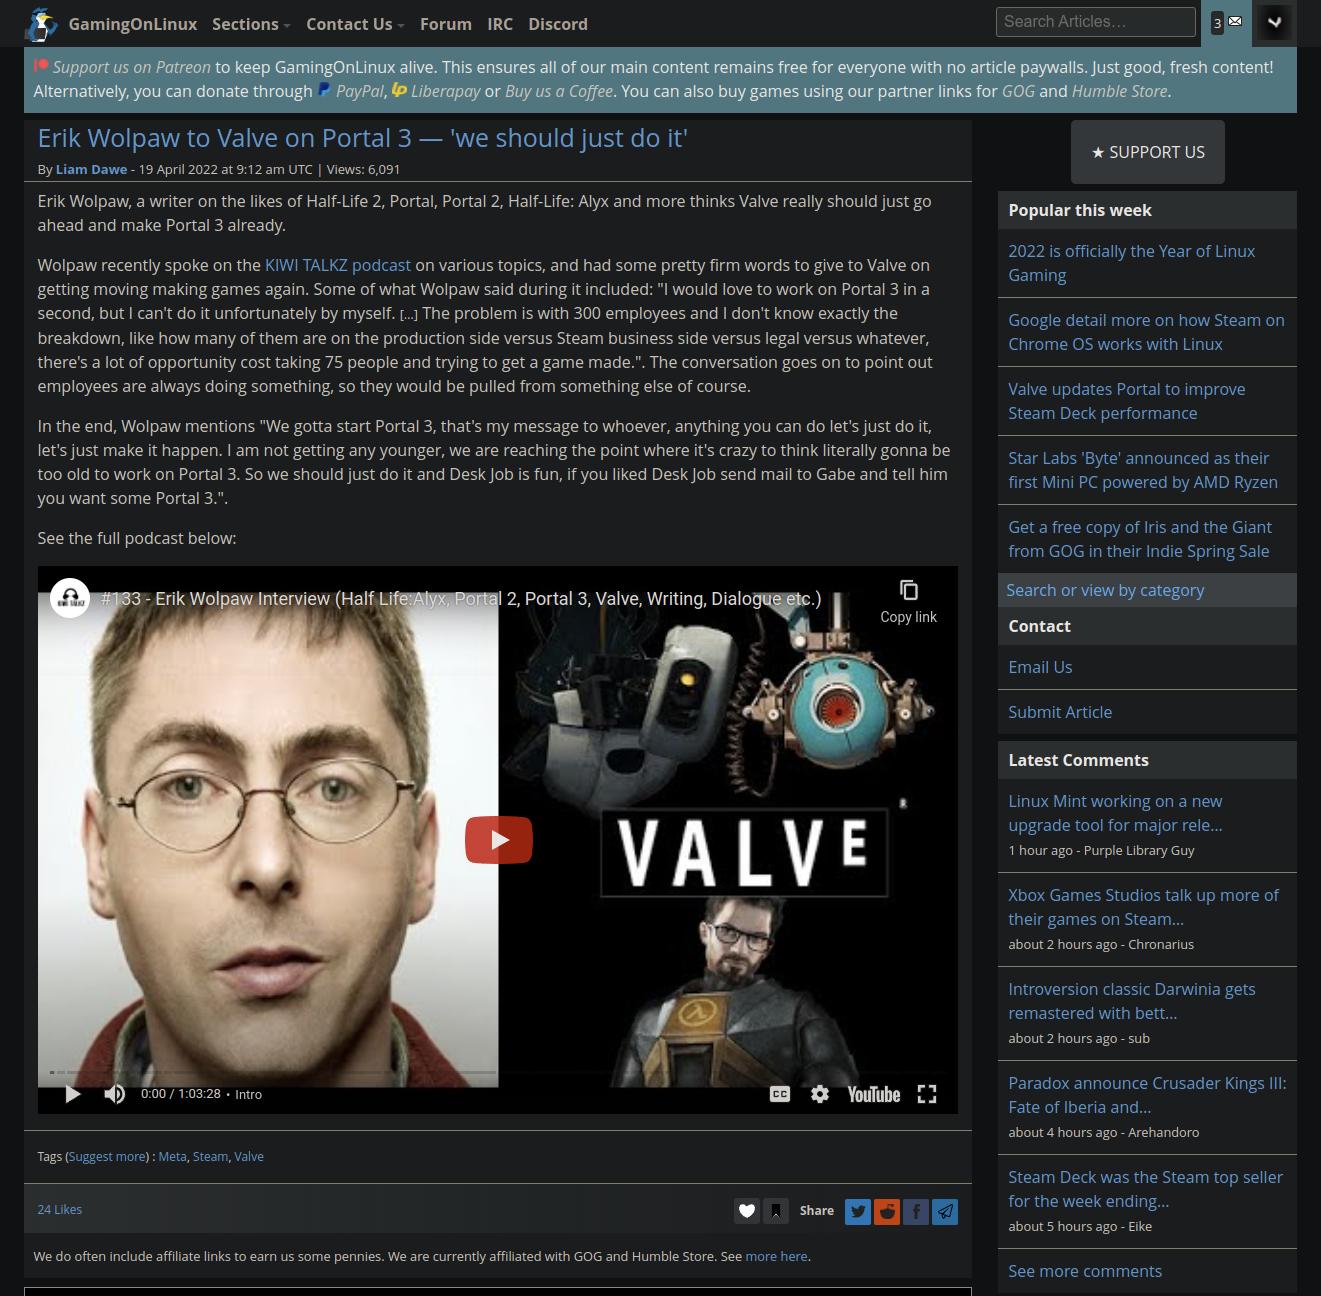 GamingOnLinux Sections Contact Us Forum IRC Discord Search Articles... 3
Support us on Patreon to keep GamingOnLinux alive. This ensures all of our main content remains free for everyone with no article paywalls. Just good, fresh content!
Alternatively, you can donate through PayPal, Liberapay or Buy us a Coffee. You can also buy games using our partner links for GOG and Humble Store.
Erik Wolpaw to Valve on Portal 3 — 'we should just do it'
By Liam Dawe - 19 April 2022 at 9:12 am UTC | Views: 6,091
Erik Wolpaw, a writer on the likes of Half-Life 2, Portal, Portal 2, Half-Life: Alyx and more thinks Valve really should just go
ahead and make Portal 3 already.
Wolpaw recently spoke on the KIWI TALKZ podcast on various topics, and had some pretty firm words to give to Valve on
getting moving making games again. Some of what Wolpaw said during it included: "I would love to work on Portal 3 in a
second, but I can't do it unfortunately by myself. [...] The problem is with 300 employees and I don't know exactly the
breakdown, like how many of them are on the production side versus Steam business side versus legal versus whatever,
there's a lot of opportunity cost taking 75 people and trying to get a game made.". The conversation goes on to point out
employees are always doing something, so they would be pulled from something else of course.
In the end, Wolpaw mentions "We gotta start Portal 3, that's my message to whoever, anything you can do let's just do it,
let's just make it happen. I am not getting any younger, we are reaching the point where it's crazy to think literally gonna be
too old to work on Portal 3. So we should just do it and Desk Job is fun, if you liked Desk Job send mail to Gabe and tell him
you want some Portal 3.".
See the full podcast below:
KIWI TALKZ
#133 - Erik Wolpaw Interview (Half Life:Alyx, Portal 2, Portal 3, Valve, Writing, Dialogue etc.)
Copy link
VALVE
0:00 / 1:03:28 • Intro
CC
YouTube
Tags (Suggest more) : Meta, Steam, Valve
24 Likes
Share
We do often include affiliate links to earn us some pennies. We are currently affiliated with GOG and Humble Store. See more here.
★ SUPPORT US
Popular this week
2022 is officially the Year of Linux
Gaming
Google detail more on how Steam on
Chrome OS works with Linux
Valve updates Portal to improve
Steam Deck performance
Star Labs 'Byte' announced as their
first Mini PC powered by AMD Ryzen
Get a free copy of Iris and the Giant
from GOG in their Indie Spring Sale
Search or view by category
Contact
Email Us
Submit Article
Latest Comments
Linux Mint working on a new
upgrade tool for major rele...
1 hour ago - Purple Library Guy
Xbox Games Studios talk up more of
their games on Steam...
about 2 hours ago - Chronarius
Introversion classic Darwinia gets
remastered with bett...
about 2 hours ago - sub
Paradox announce Crusader Kings III:
Fate of Iberia and...
about 4 hours ago - Arehandoro
Steam Deck was the Steam top seller
for the week ending...
about 5 hours ago - Eike
See more comments